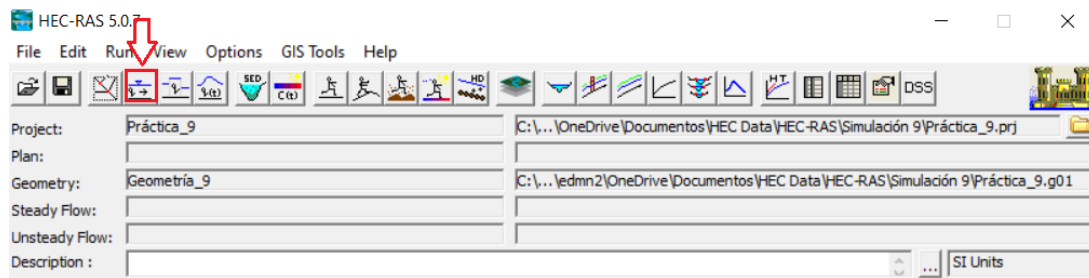 HEC-RAS 5.0.7
File Edit Run View Options GIS Tools Help
SED C(t) HD HT DSS
Project: Práctica_9 C:\...\OneDrive\Documentos\HEC Data\HEC-RAS\Simulación 9\Práctica_9.prj
Plan:
Geometry: Geometría_9 C:\...\edmn2\OneDrive\Documentos\HEC Data\HEC-RAS\Simulación 9\Práctica_9.g01
Steady Flow:
Unsteady Flow:
Description : ... SI Units